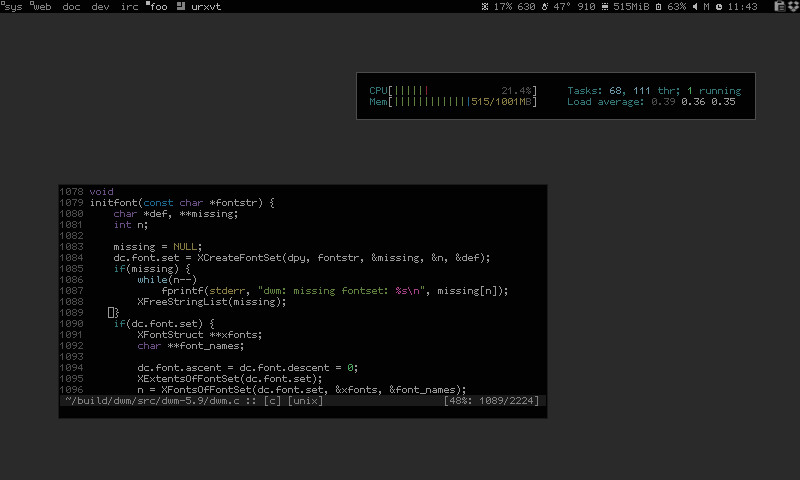 sys web doc dev irc foo urxvt 17% 630 47° 910 515MiB 63% M 11:43
CPU[|||||| 21.4%] Tasks: 68, 111 thr; 1 running
Mem[|||||||||||||515/1001MB] Load average: 0.39 0.36 0.35
1078 void
1079 initfont(const char *fontstr) {
1080     char *def, **missing;
1081     int n;
1082
1083     missing = NULL;
1084     dc.font.set = XCreateFontSet(dpy, fontstr, &missing, &n, &def);
1085     if(missing) {
1086         while(n--)
1087             fprintf(stderr, "dwm: missing fontset: %s\n", missing[n]);
1088         XFreeStringList(missing);
1089     }
1090     if(dc.font.set) {
1091         XFontStruct **xfonts;
1092         char **font_names;
1093
1094         dc.font.ascent = dc.font.descent = 0;
1095         XExtentsOfFontSet(dc.font.set);
1096         n = XFontsOfFontSet(dc.font.set, &xfonts, &font_names);
~/build/dwm/src/dwm-5.9/dwm.c :: [c] [unix] [48%: 1089/2224]